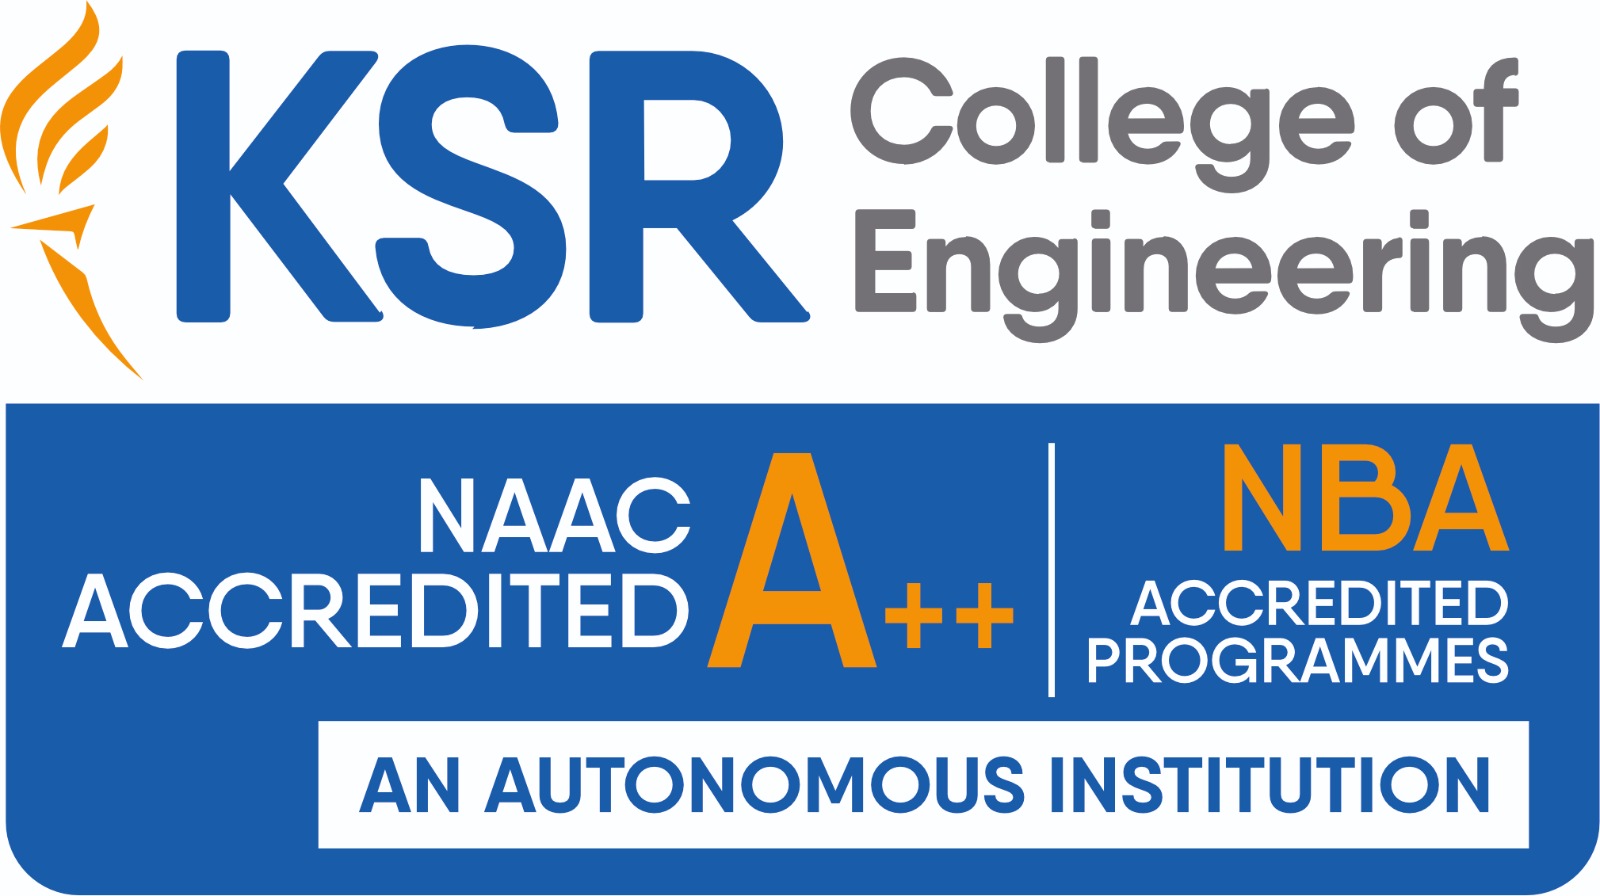 KSR College of
Engineering
NAAC
ACCREDITED A++
NBA
ACCREDITED
PROGRAMMES
AN AUTONOMOUS INSTITUTION